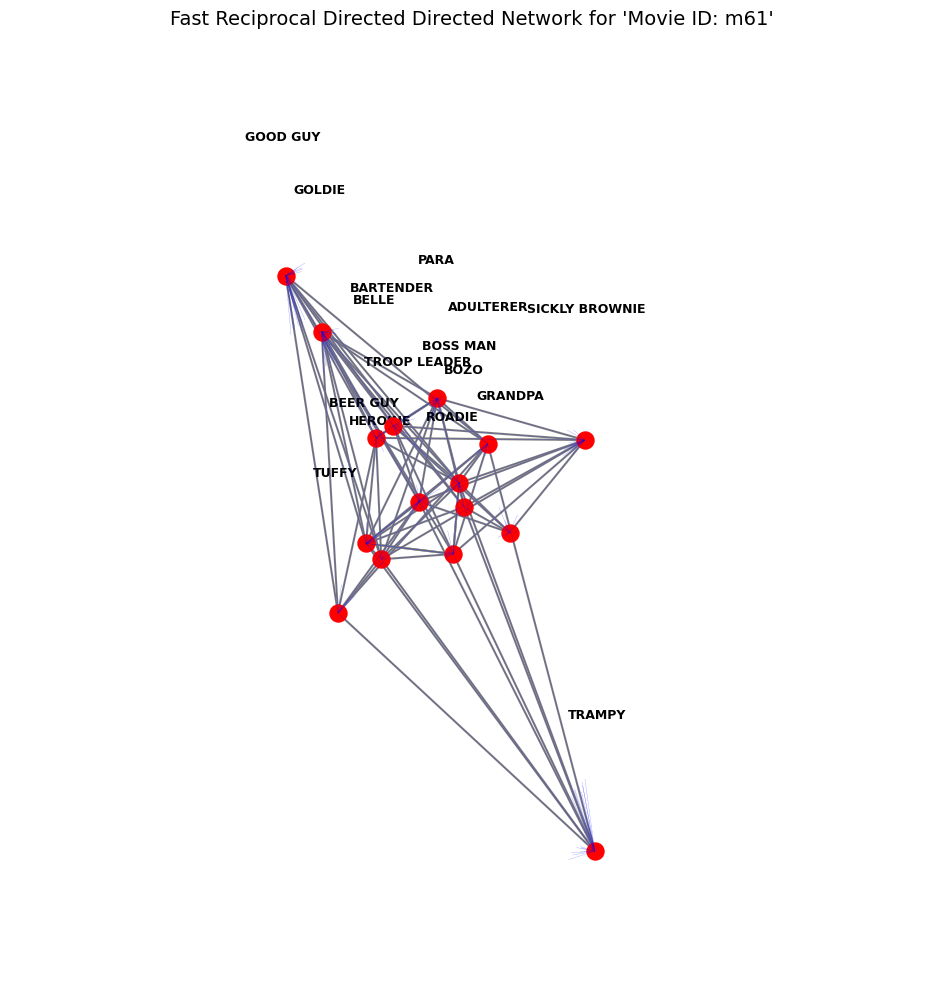 Fast Reciprocal Directed Directed Network for 'Movie ID: m61'
GOOD GUY
GOLDIE
PARA
BARTENDER
BELLE
ADULTERER
SICKLY BROWNIE
BOSS MAN
TROOP LEADER
BOZO
GRANDPA
BEER GUY
ROADIE
HEROINE
TUFFY
TRAMPY